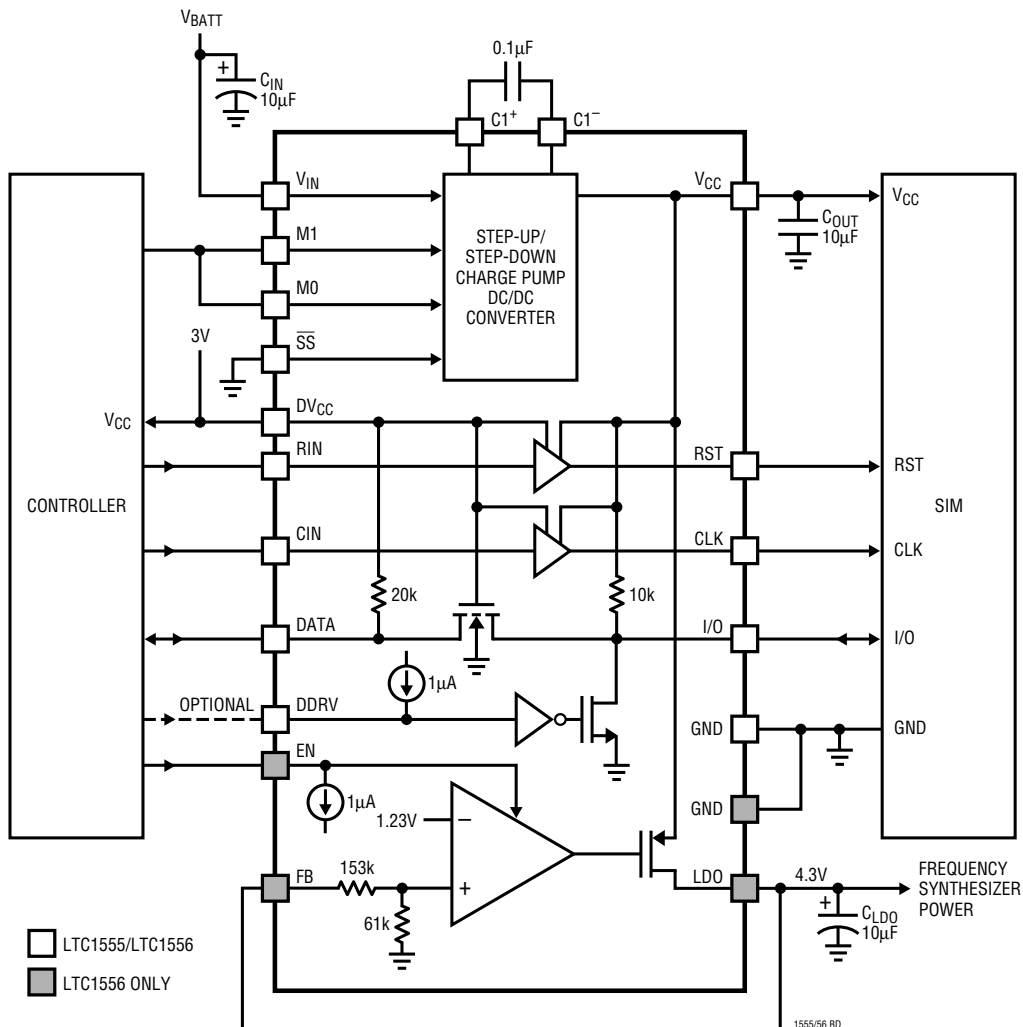 VBATT
+
CIN
10µF
0.1µF
C1+
C1–
VIN
M1
M0
SS
3V
VCC
DVCC
RIN
CIN
DATA
OPTIONAL
DDRV
EN
FB
CONTROLLER
STEP-UP/
STEP-DOWN
CHARGE PUMP
DC/DC
CONVERTER
VCC
COUT
10µF
VCC
RST
RST
CLK
CLK
SIM
20k
10k
I/O
I/O
1µA
GND
GND
1µA
GND
1.23V
–
+
153k
61k
LDO
4.3V
FREQUENCY
SYNTHESIZER
POWER
+
CLDO
10µF
LTC1555/LTC1556
LTC1556 ONLY
1555/56 BD